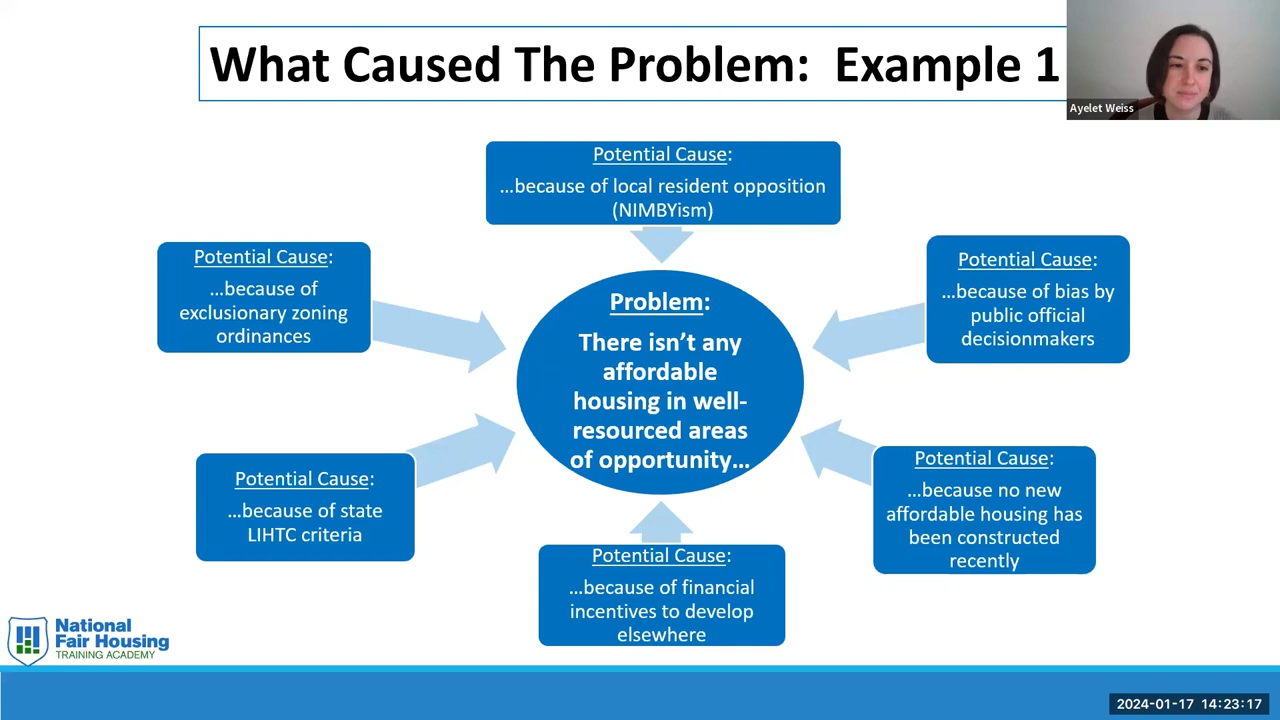 What Caused The Problem:  Example 1
Ayelet Weiss
Potential Cause:
...because of local resident opposition
(NIMBYism)
Potential Cause:
...because of
exclusionary zoning
ordinances
Potential Cause:
...because of bias by
public official
decisionmakers
Problem:
There isn't any
affordable
housing in well-
resourced areas
of opportunity...
Potential Cause:
...because of state
LIHTC criteria
Potential Cause:
...because no new
affordable housing has
been constructed
recently
Potential Cause:
...because of financial
incentives to develop
elsewhere
National
Fair Housing
TRAINING ACADEMY
2024-01-17  14:23:17